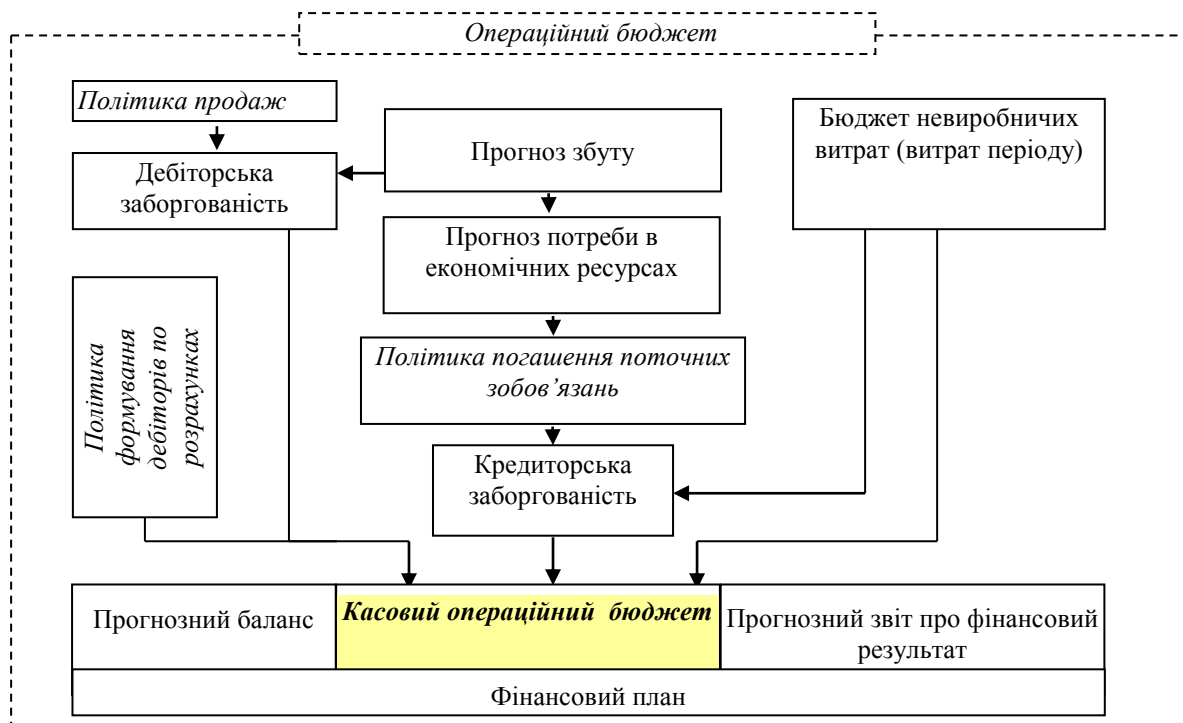 Операційний бюджет
Політика продаж
Дебіторська
заборгованість
Прогноз збуту
Бюджет невиробничих
витрат (витрат періоду)
Прогноз потреби в
економічних ресурсах
Політика
формування
дебіторів по
розрахунках
Політика погашення поточних
зобов’язань
Кредиторська
заборгованість
Прогнозний баланс
Касовий операційний бюджет
Прогнозний звіт про фінансовий
результат
Фінансовий план